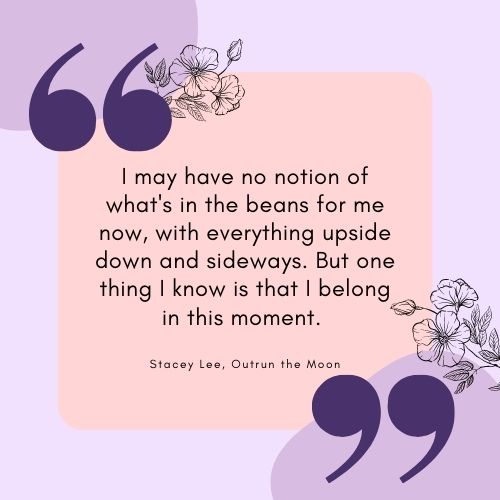 I may have no notion of
what's in the beans for me
now, with everything upside
down and sideways. But one
thing I know is that I belong
in this moment.
Stacey Lee, Outrun the Moon